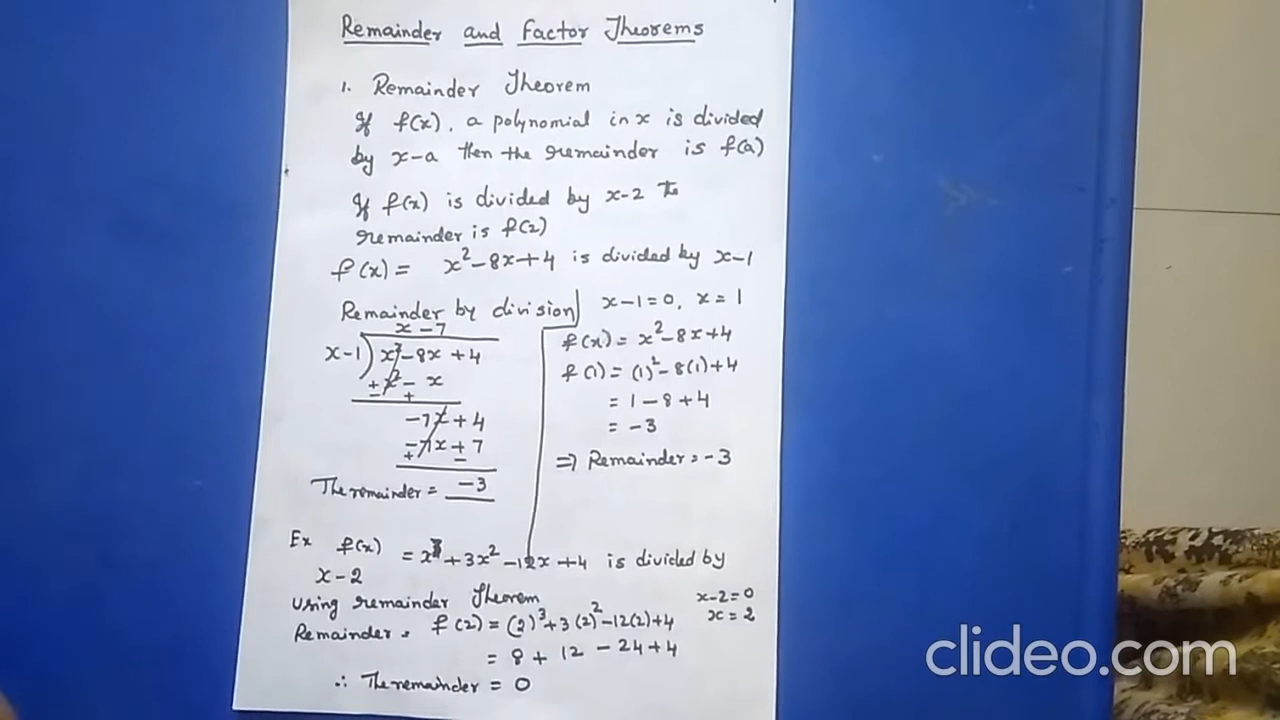 Remainder and Factor Theorems
1. Remainder Theorem
If f(x), a polynomial in x is divided
by x-a then the remainder is f(a)
If f(x) is divided by x-2 the
remainder is f(2)
f(x) = x²-8x+4 is divided by x-1
Remainder by division
x-7
x-1) x²-8x+4
+x²- x
- +
-7x+4
-7x+7
+ -
The remainder = -3
x-1=0, x=1
f(x)= x²-8x+4
f(1)= (1)²-8(1)+4
= 1-8+4
= -3
=> Remainder = -3
Ex f(x) = x³+3x²-12x+4 is divided by
x-2
Using remainder Theorem
x-2=0
x=2
Remainder = f(2)=(2)³+3(2)²-12(2)+4
= 8+12-24+4
∴ The remainder = 0
clideo.com